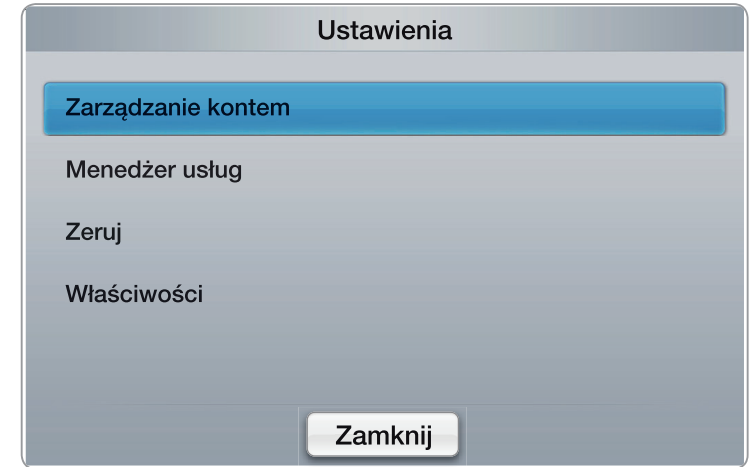 Ustawienia
Zarządzanie kontem
Menedżer usług
Zeruj
Właściwości
Zamknij